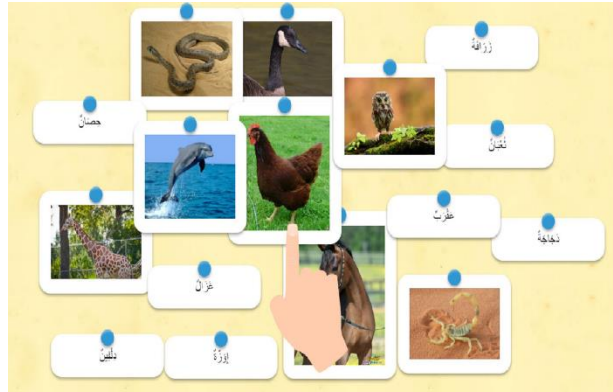 زَرَافَةٌ
حِصَانٌ
ثُعْبَانٌ
عَقْرَبٌ
دَجَاجَةٌ
غَزَالٌ
إِوَزَّةٌ
دِلْفِينٌ